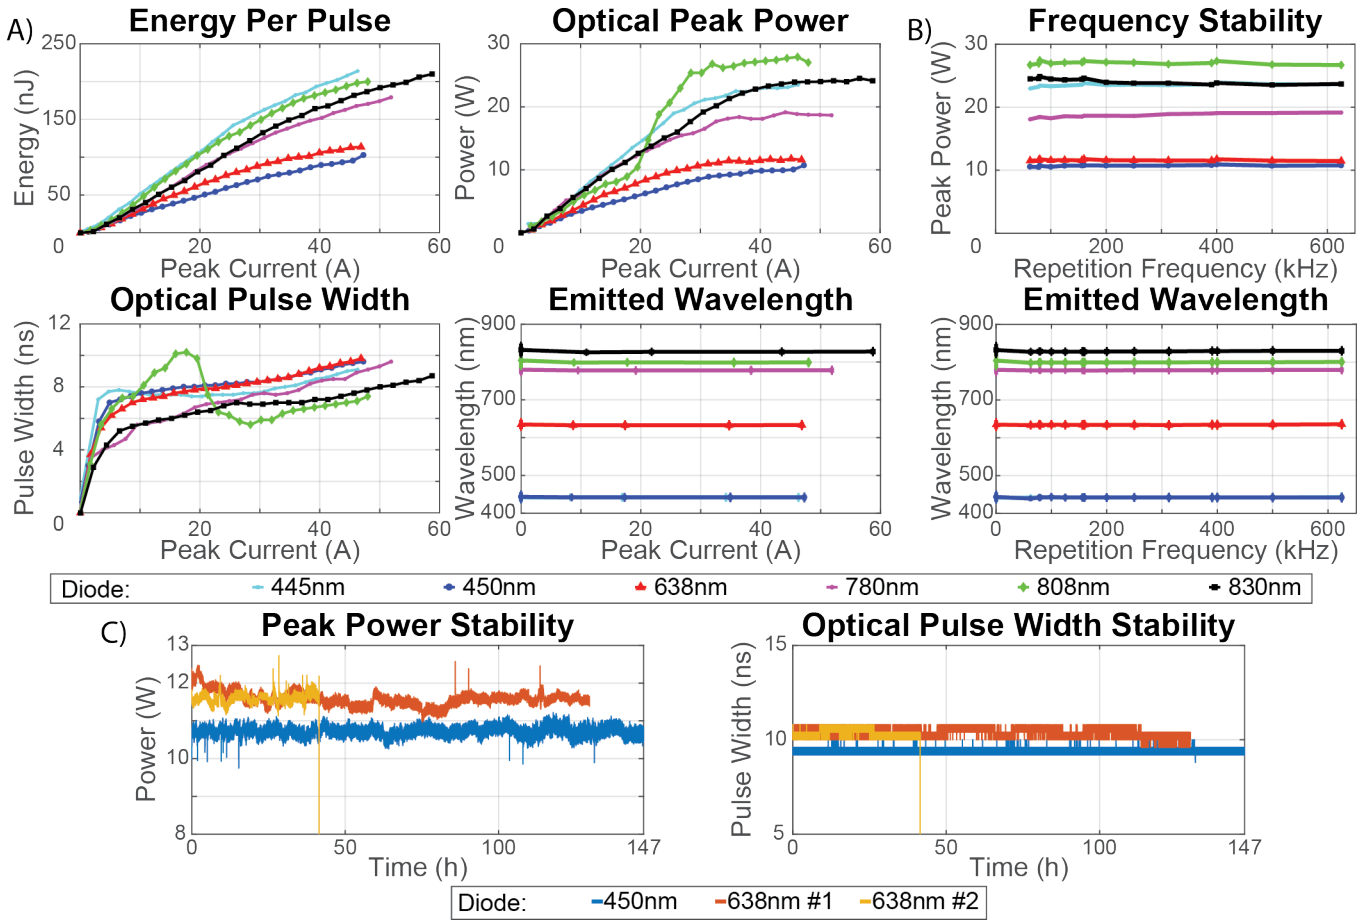 A)
Energy Per Pulse
Optical Peak Power
B)
Frequency Stability
Energy (nJ)
250
150
50
0
20
40
60
Peak Current (A)
Power (W)
30
20
10
0
20
40
60
Peak Current (A)
Peak Power (W)
30
20
10
0
200
400
600
Repetition Frequency (kHz)
Optical Pulse Width
Emitted Wavelength
Emitted Wavelength
Pulse Width (ns)
12
8
4
0
20
40
60
Peak Current (A)
Wavelength (nm)
900
700
500
400
0
20
40
60
Peak Current (A)
Wavelength (nm)
900
700
500
400
0
200
400
600
Repetition Frequency (kHz)
Diode: 445nm 450nm 638nm 780nm 808nm 830nm
C)
Peak Power Stability
Optical Pulse Width Stability
Power (W)
13
12
10
8
0
50
100
147
Time (h)
Pulse Width (ns)
15
10
5
0
50
100
147
Time (h)
Diode: 450nm 638nm #1 638nm #2